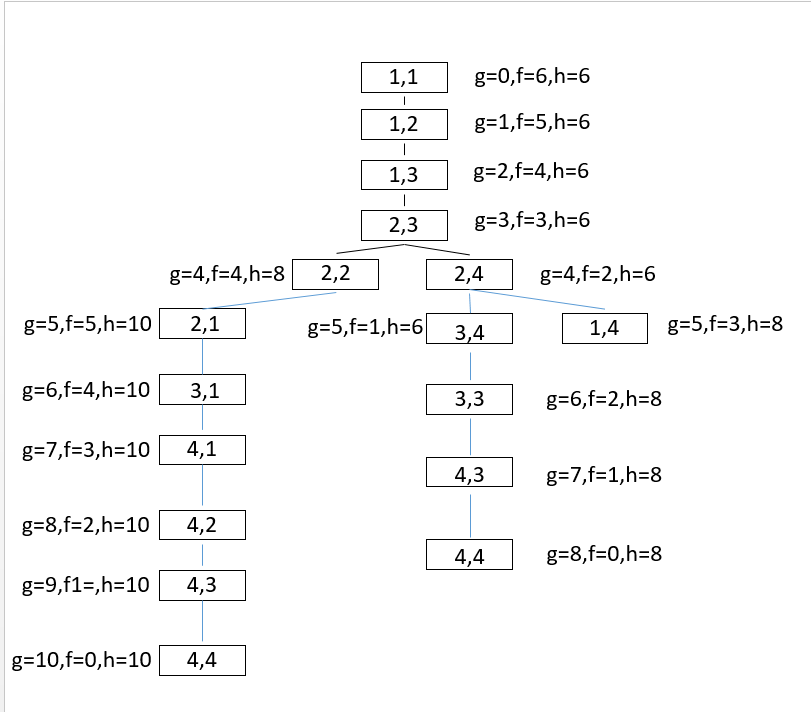 1,1 g=0,f=6,h=6
1,2 g=1,f=5,h=6
1,3 g=2,f=4,h=6
2,3 g=3,f=3,h=6
g=4,f=4,h=8 2,2 2,4 g=4,f=2,h=6
g=5,f=5,h=10 2,1 g=5,f=1,h=6 3,4 1,4 g=5,f=3,h=8
g=6,f=4,h=10 3,1 3,3 g=6,f=2,h=8
g=7,f=3,h=10 4,1 4,3 g=7,f=1,h=8
g=8,f=2,h=10 4,2 4,4 g=8,f=0,h=8
g=9,f1=,h=10 4,3
g=10,f=0,h=10 4,4